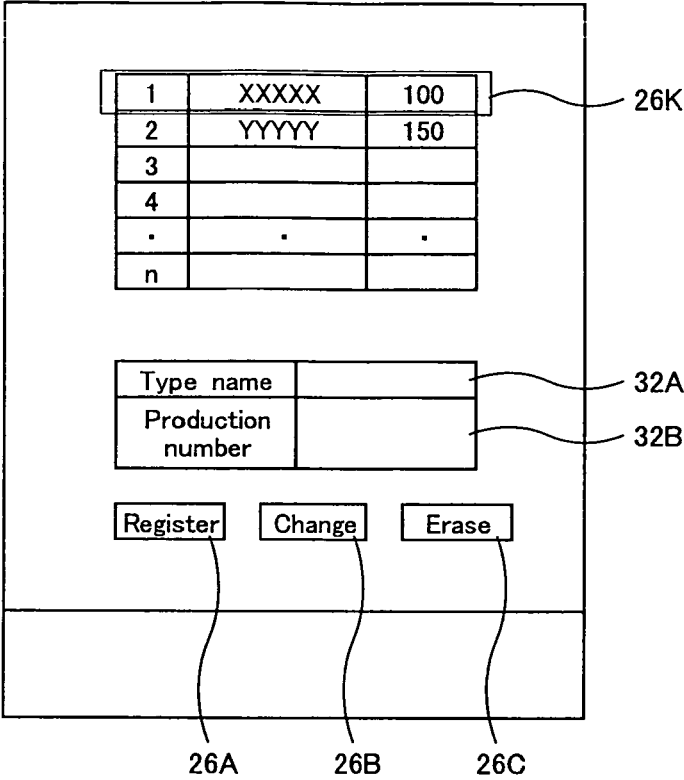 1 XXXXX 100
26K
2 YYYYY 150
3
4
. . .
n
Type name
32A
Production
number
32B
Register Change Erase
26A 26B 26C